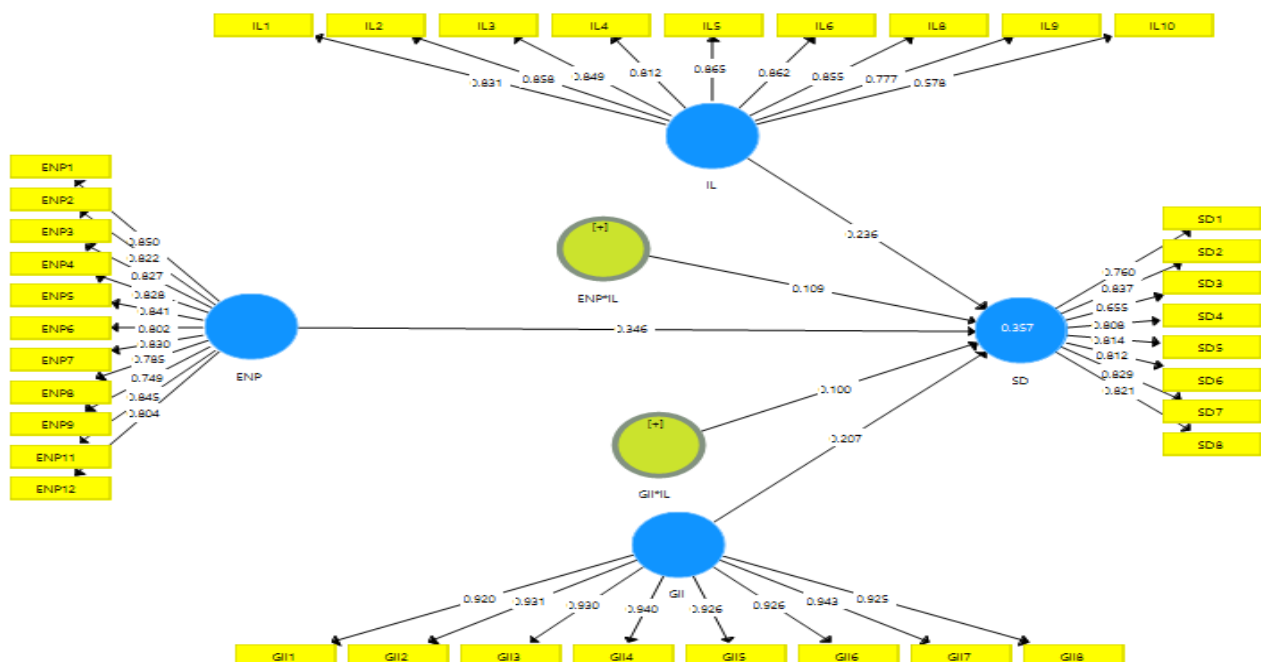 IL1 IL2 IL3 IL4 IL5 IL6 IL8 IL9 IL10
0.831 0.858 0.849 0.812 0.865 0.862 0.855 0.777 0.578
IL
ENP1
ENP2
ENP3
ENP4
ENP5
ENP6
ENP7
ENP8
ENP9
ENP11
ENP12
0.850
0.822
0.827
0.828
0.841
0.802
0.830
0.785
0.749
0.845
0.804
ENP
[+]
ENP*IL
0.236
0.109
0.346
0.100
0.207
[+]
GII*IL
0.357
SD
0.760
0.837
0.655
0.808
0.814
0.812
0.829
0.821
SD1
SD2
SD3
SD4
SD5
SD6
SD7
SD8
GII
0.920 0.931 0.930 0.940 0.926 0.926 0.943 0.925
GII1 GII2 GII3 GII4 GII5 GII6 GII7 GII8